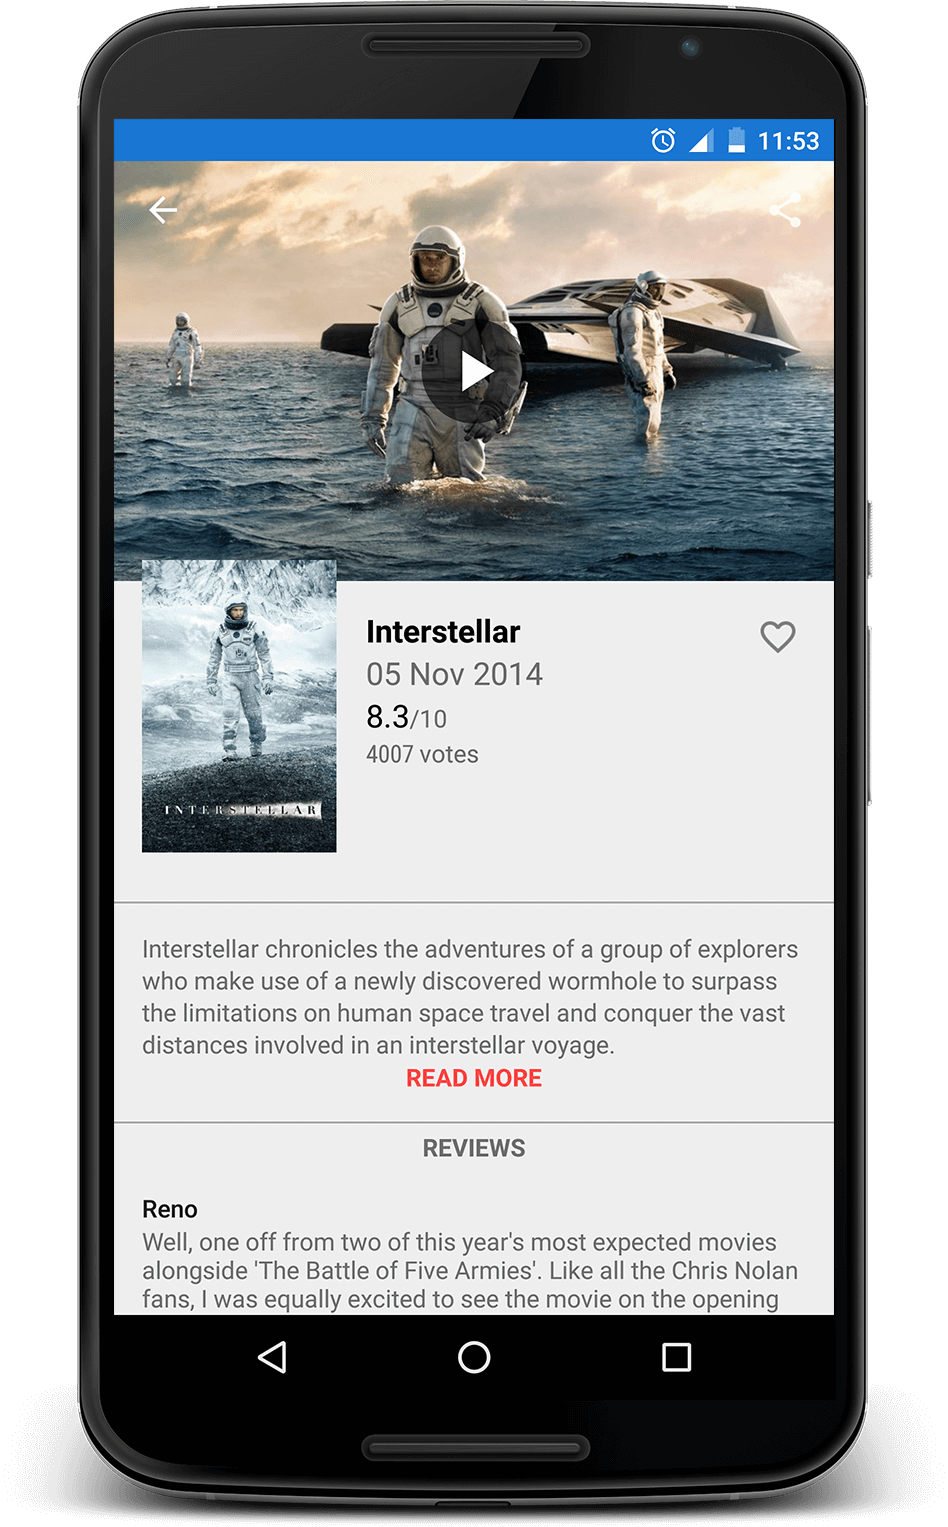 11:53
INTERSTELLAR
Interstellar
05 Nov 2014
8.3/10
4007 votes
Interstellar chronicles the adventures of a group of explorers
who make use of a newly discovered wormhole to surpass
the limitations on human space travel and conquer the vast
distances involved in an interstellar voyage.
READ MORE
REVIEWS
Reno
Well, one off from two of this year's most expected movies
alongside 'The Battle of Five Armies'. Like all the Chris Nolan
fans, I was equally excited to see the movie on the opening